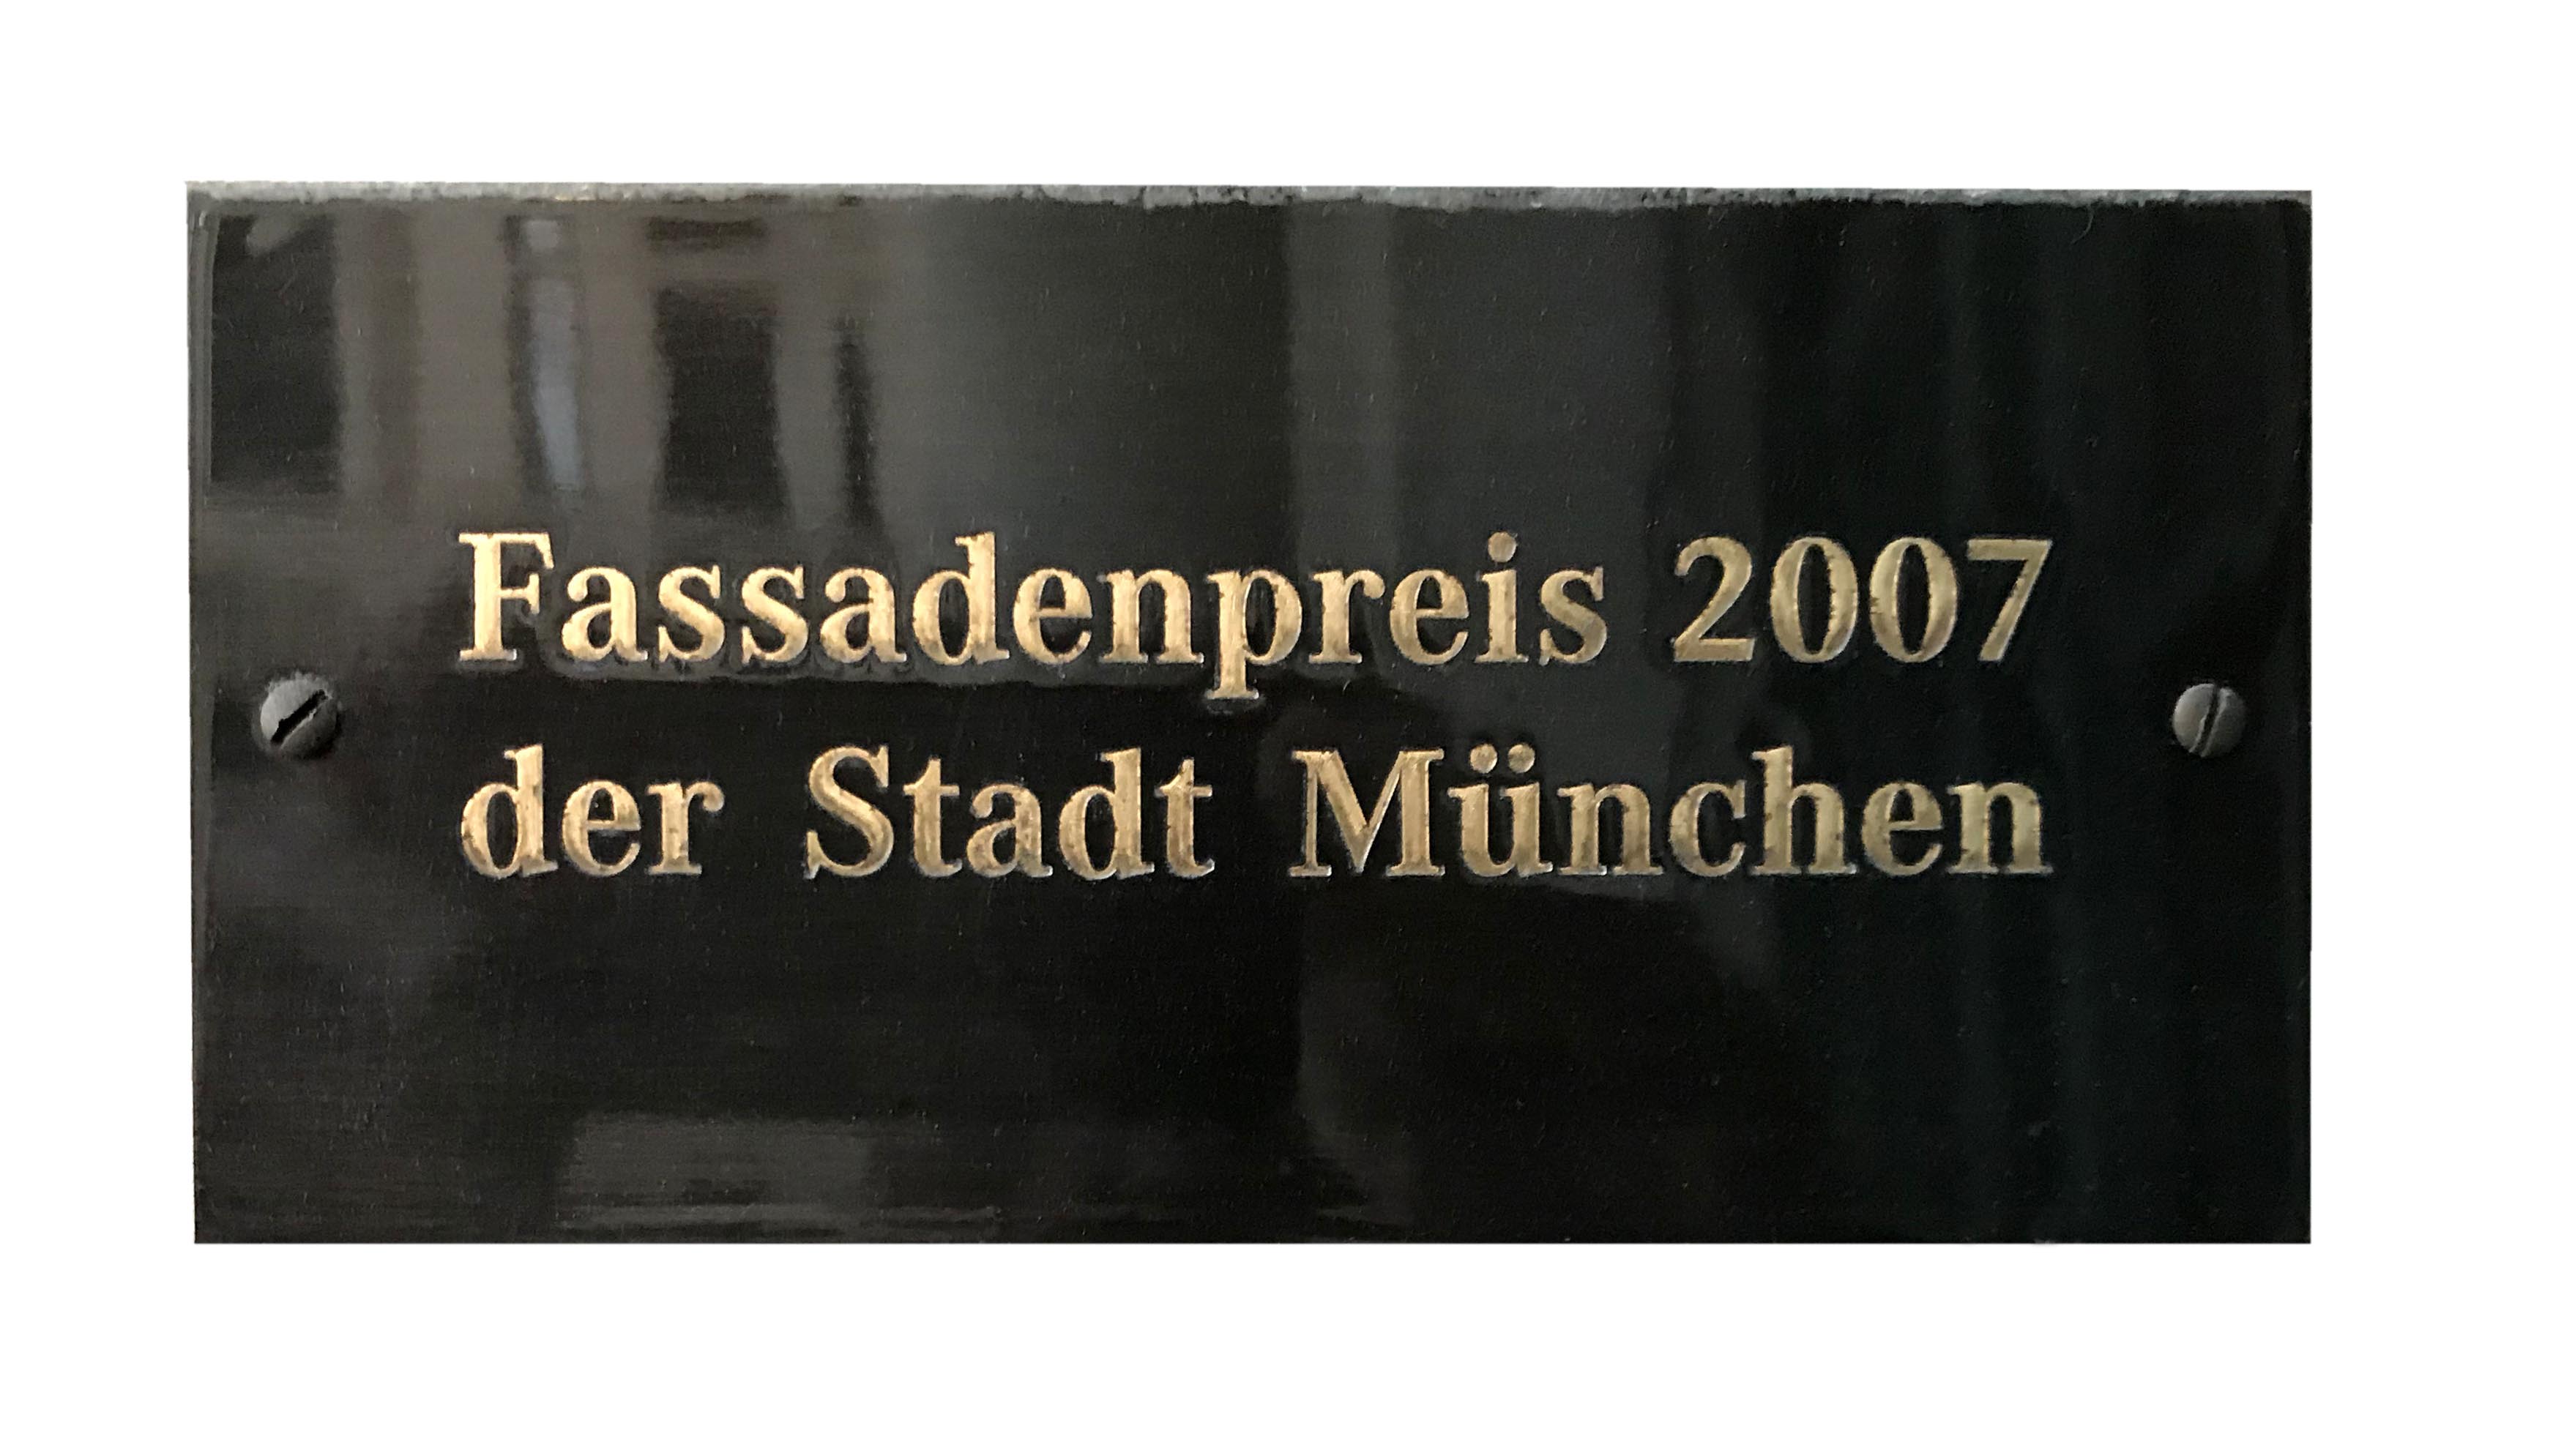 Fassadenpreis 2007
der Stadt München